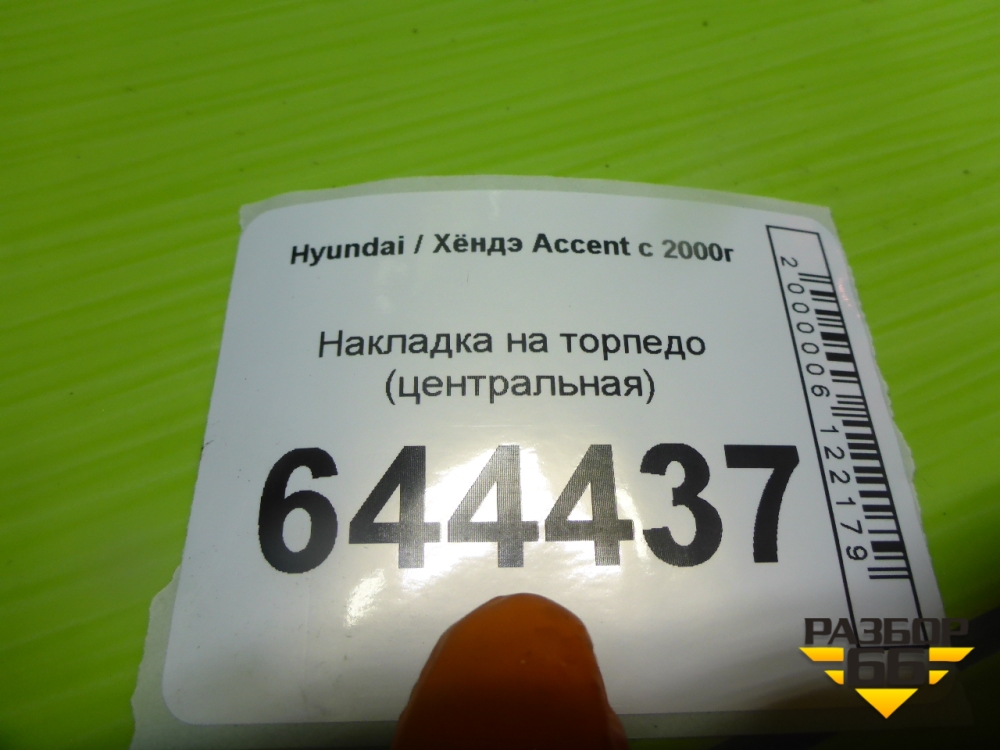 Hyundai / Хёндэ Accent с 2000г
Накладка на торпедо
(центральная)
644437
2000006122179
РАЗБОР
66